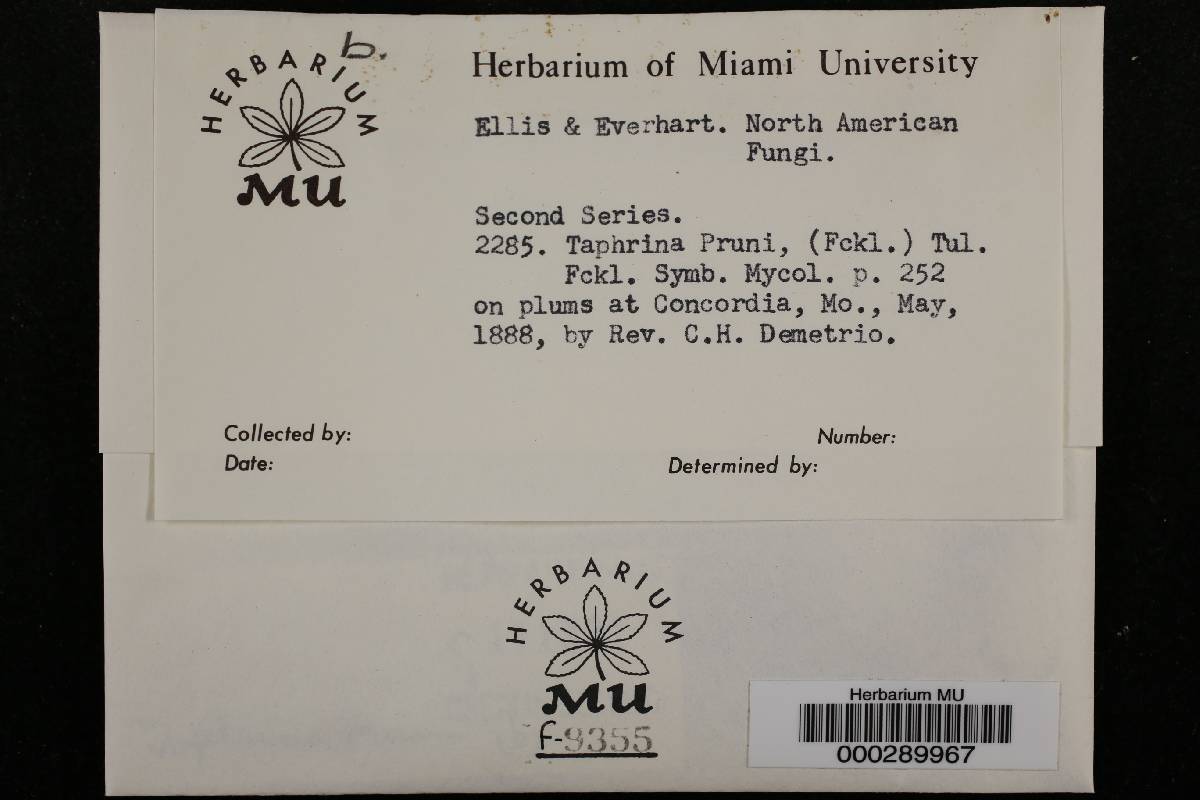 b.
HERBARIUM
MU
Herbarium of Miami University
Ellis & Everhart. North American
Fungi.
Second Series.
2285. Taphrina Pruni, (Fckl.) Tul.
Fckl. Symb. Mycol. p. 252
on plums at Concordia, Mo., May,
1888, by Rev. C.H. Demetrio.
Collected by:
Number:
Date:
Determined by:
HERBARIUM
MU
f-9355
Herbarium MU
000289967